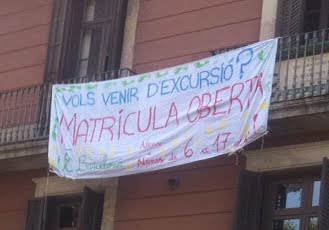 VOLS VENIR D'EXCURSIÓ?
MATRÍCULA OBERTA
de 6 a 17